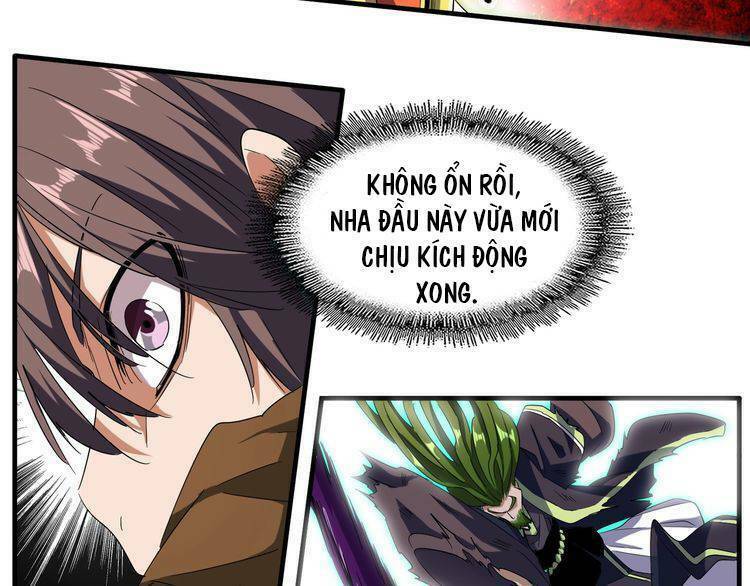 KHÔNG ỔN RỒI,
NHA ĐẦU NÀY VỪA MỚI
CHỊU KÍCH ĐỘNG
XONG.